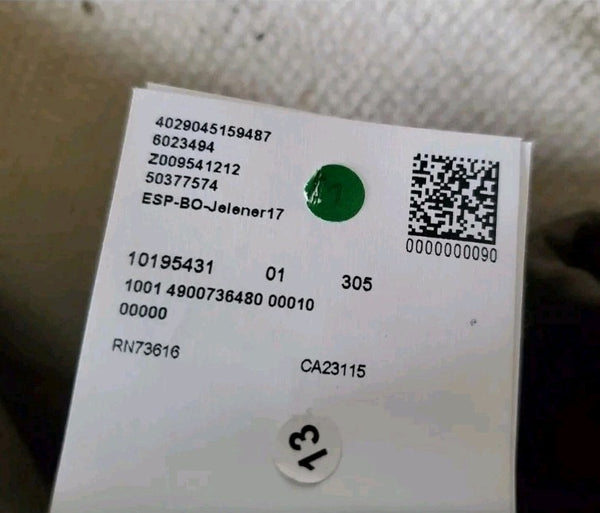 4029045159487
6023494
Z009541212
50377574
ESP-BO-Jelener17
0000000090
10195431 01 305
1001 4900736480 00010
00000
RN73616 CA23115
13